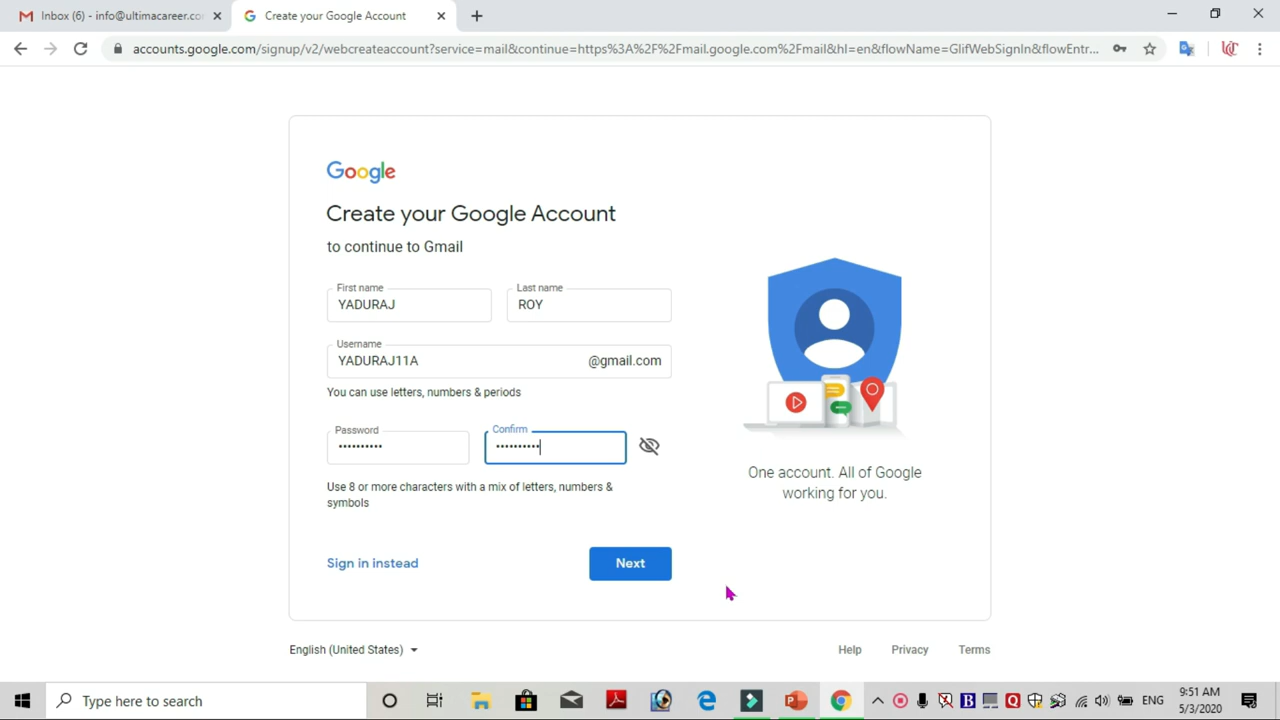 Inbox (6) - info@ultimacareer.cor
Create your Google Account
accounts.google.com/signup/v2/webcreateaccount?service=mail&continue=https%3A%2F%2Fmail.google.com%2Fmail&hl=en&flowName=GlifWebSignIn&flowEntr...
Google
Create your Google Account
to continue to Gmail
First name
Last name
YADURAJ
ROY
Username
YADURAJ11A
@gmail.com
You can use letters, numbers & periods
Password
Confirm
••••••••••
••••••••••
Use 8 or more characters with a mix of letters, numbers &
symbols
Sign in instead
Next
One account. All of Google
working for you.
English (United States)
Help
Privacy
Terms
Type here to search
ENG
9:51 AM
5/3/2020